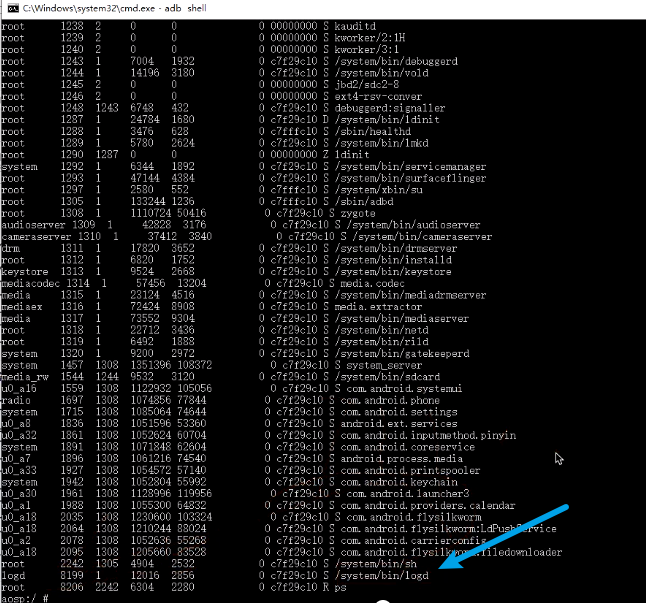 C:\Windows\system32\cmd.exe - adb shell
root 1238 2 0 0 0 00000000 S kauditd
root 1239 2 0 0 0 00000000 S kworker/2:1H
root 1240 2 0 0 0 00000000 S kworker/3:1
root 1243 1 7004 1932 0 c7f29c10 S /system/bin/debuggerd
root 1244 1 14196 3180 0 c7f29c10 S /system/bin/vold
root 1245 2 0 0 0 00000000 S jbd2/sdc2-8
root 1246 2 0 0 0 00000000 S ext4-rsv-conver
root 1248 1243 6748 432 0 c7f29c10 S debuggerd:signaller
root 1287 1 24784 1680 0 c7f29c10 D /system/bin/ldinit
root 1288 1 3476 628 0 c7fffc10 S /sbin/healthd
root 1289 1 5780 2624 0 c7f29c10 S /system/bin/lmkd
root 1290 1287 0 0 0 00000000 Z ldinit
system 1292 1 6344 1892 0 c7f29c10 S /system/bin/servicemanager
root 1293 1 47144 4384 0 c7f29c10 S /system/bin/surfaceflinger
root 1297 1 2580 552 0 c7fffc10 S /system/xbin/su
root 1305 1 133244 1236 0 c7fffc10 S /sbin/adbd
root 1308 1 1110724 50416 0 c7f29c10 S zygote
audioserver 1309 1 42828 3176 0 c7f29c10 S /system/bin/audioserver
cameraserver 1310 1 37412 3840 0 c7f29c10 S /system/bin/cameraserver
drm 1311 1 17820 3652 0 c7f29c10 S /system/bin/drmserver
root 1312 1 6820 1752 0 c7f29c10 S /system/bin/installd
keystore 1313 1 9524 2668 0 c7f29c10 S /system/bin/keystore
mediacodec 1314 1 57456 13204 0 c7f29c10 S media.codec
media 1315 1 23124 4516 0 c7f29c10 S /system/bin/mediadrmserver
mediaex 1316 1 72424 8908 0 c7f29c10 S media.extractor
media 1317 1 73552 9304 0 c7f29c10 S /system/bin/mediaserver
root 1318 1 22712 3436 0 c7f29c10 S /system/bin/netd
root 1319 1 6492 1888 0 c7f29c10 S /system/bin/rild
system 1320 1 9200 2972 0 c7f29c10 S /system/bin/gatekeeperd
system 1457 1308 1351396 108372 0 c7f29c10 S system_server
media_rw 1544 1244 9532 3120 0 c7f29c10 S /system/bin/sdcard
u0_a16 1559 1308 1122932 105056 0 c7f29c10 S com.android.systemui
radio 1697 1308 1074856 77844 0 c7f29c10 S com.android.phone
system 1715 1308 1085064 74644 0 c7f29c10 S com.android.settings
u0_a8 1836 1308 1051596 53360 0 c7f29c10 S android.ext.services
u0_a32 1861 1308 1052624 60704 0 c7f29c10 S com.android.inputmethod.pinyin
system 1891 1308 1071848 62604 0 c7f29c10 S com.android.coreservice
u0_a7 1896 1308 1061216 74540 0 c7f29c10 S android.process.media
u0_a33 1927 1308 1054572 57140 0 c7f29c10 S com.android.printspooler
system 1942 1308 1052804 55992 0 c7f29c10 S com.android.keychain
u0_a30 1961 1308 1128996 119956 0 c7f29c10 S com.android.launcher3
u0_a1 1988 1308 1055300 64832 0 c7f29c10 S com.android.providers.calendar
u0_a18 2035 1308 1230600 103324 0 c7f29c10 S com.android.flysilkworm
u0_a18 2064 1308 1210244 88024 0 c7f29c10 S com.android.flysilkworm:LdPushService
u0_a2 2078 1308 1052636 55268 0 c7f29c10 S com.android.carrierconfig
u0_a18 2095 1308 1205660 83528 0 c7f29c10 S com.android.flysilkworm:filedownloader
root 2242 1305 4904 2532 0 c7f29c10 S /system/bin/sh
logd 8199 1 12016 2856 0 c7f29c10 S /system/bin/logd
root 8206 2242 6304 2280 0 c7f29c10 R ps
aosp:/ #